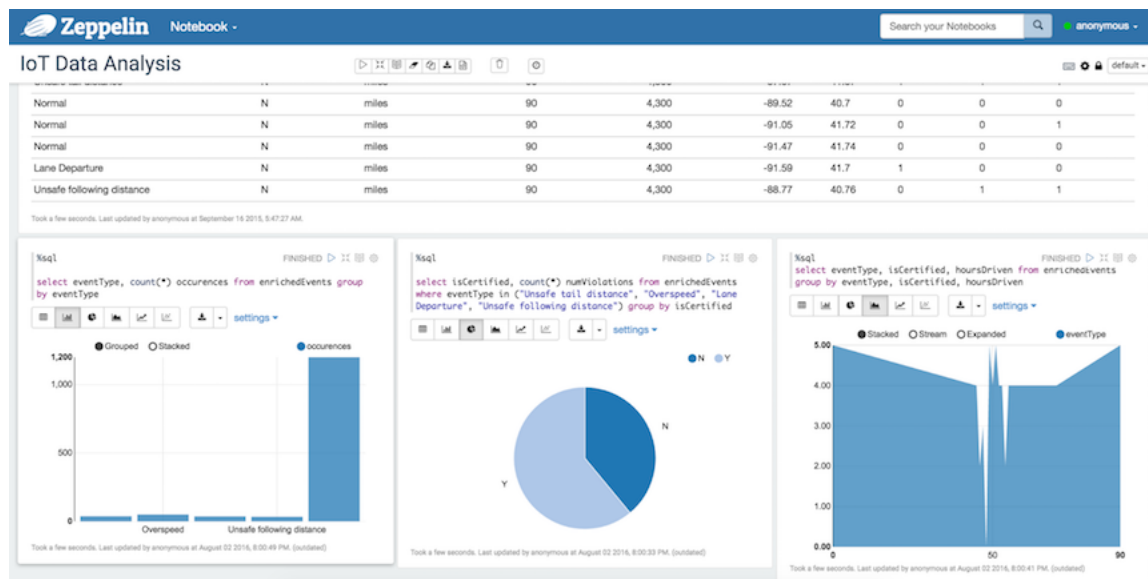 Zeppelin Notebook Search your Notebooks anonymous
IoT Data Analysis default
Normal N miles 90 4,300 -89.52 40.7 0 0 0
Normal N miles 90 4,300 -91.05 41.72 0 0 1
Normal N miles 90 4,300 -91.47 41.74 0 0 0
Lane Departure N miles 90 4,300 -91.59 41.7 1 0 0
Unsafe following distance N miles 90 4,300 -88.77 40.76 0 1 1
Took a few seconds. Last updated by anonymous at September 16 2015, 5:47:27 AM.
%sql FINISHED
select eventType, count(*) occurences from enrichedEvents group
by eventType
settings
Grouped Stacked occurences
1,200
1,000
500
0
Overspeed Unsafe following distance
Took a few seconds. Last updated by anonymous at August 02 2016, 8:00:49 PM. (outdated)
%sql FINISHED
select isCertified, count(*) numViolations from enrichedEvents
where eventType in ("Unsafe tail distance", "Overspeed", "Lane
Departure", "Unsafe following distance") group by isCertified
settings
N Y
N
Y
Took a few seconds. Last updated by anonymous at August 02 2016, 8:00:33 PM. (outdated)
%sql FINISHED
select eventType, isCertified, hoursDriven from enrichedEvents
group by eventType, isCertified, hoursDriven
settings
Stacked Stream Expanded eventType
5.00
4.00
3.00
2.00
1.00
0.00
0 50 90
Took a few seconds. Last updated by anonymous at August 02 2016, 8:00:41 PM. (outdated)